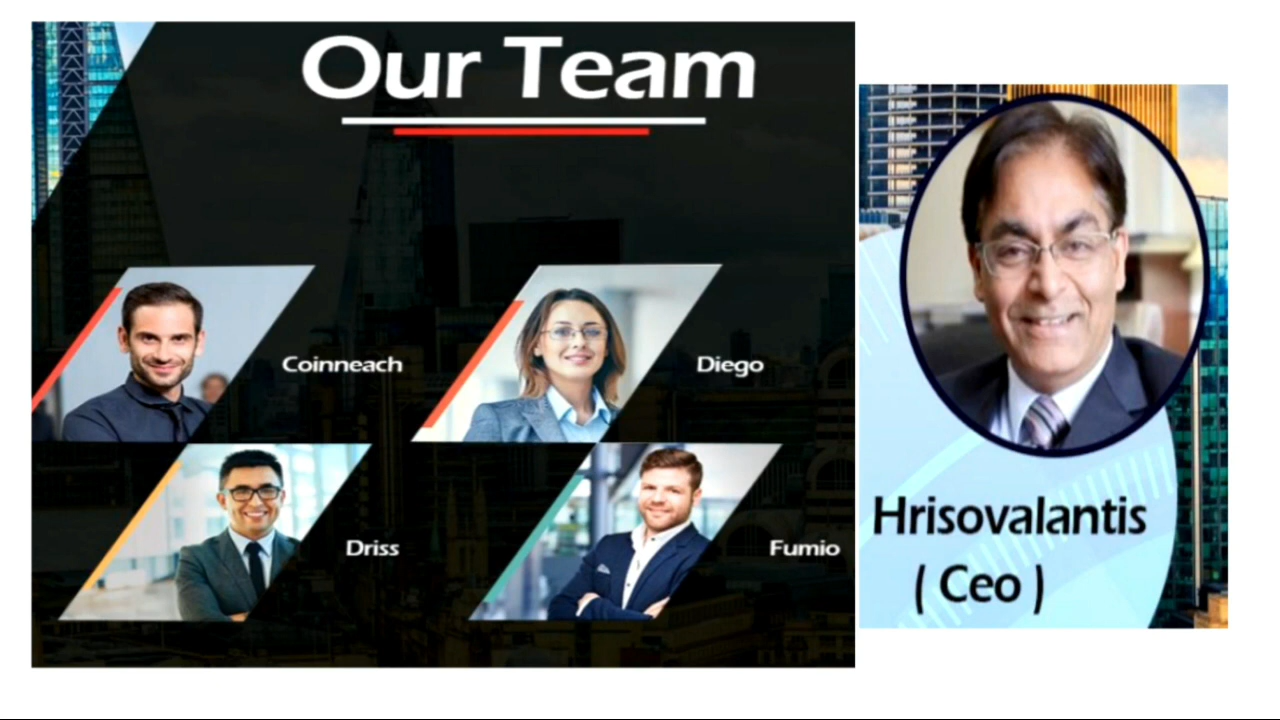 Our Team
Coinneach
Diego
Driss
Fumio
Hrisovalantis
( Ceo )